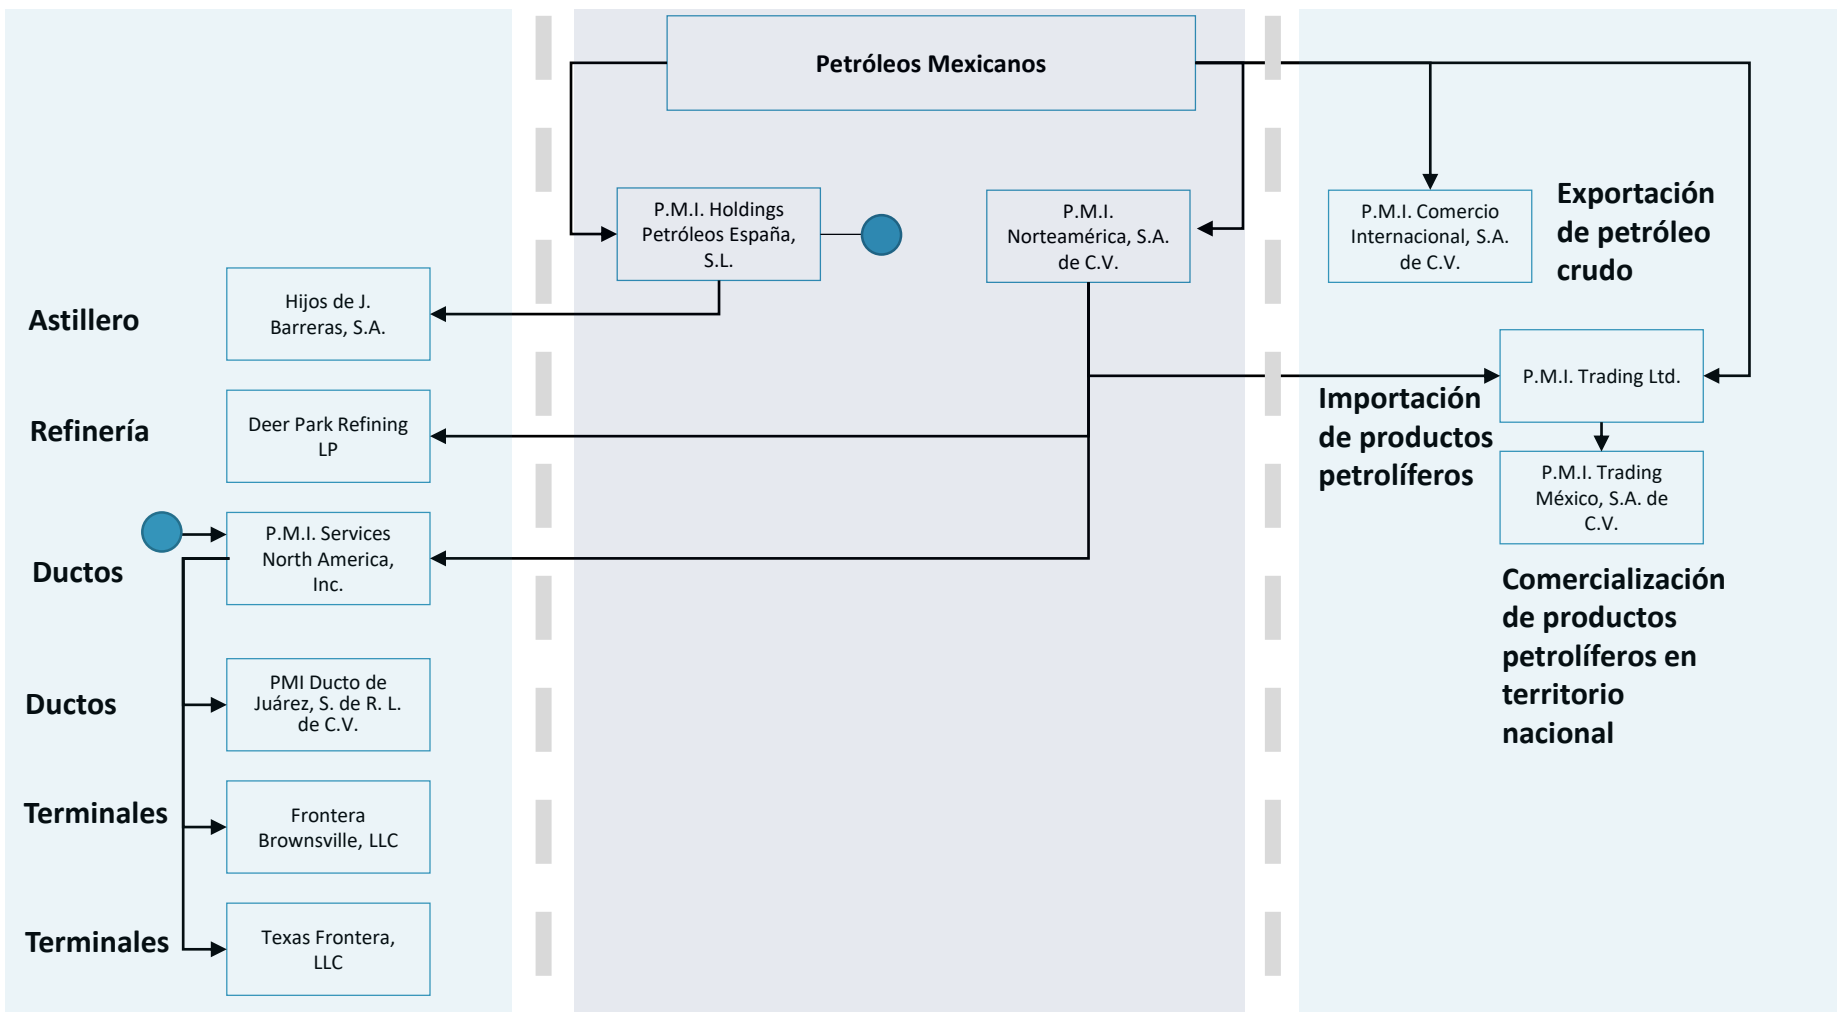 Petróleos Mexicanos
P.M.I. Holdings
Petróleos España,
S.L.
P.M.I.
Norteamérica, S.A.
de C.V.
P.M.I. Comercio
Internacional, S.A.
de C.V.
Exportación
de petróleo
crudo
Astillero
Hijos de J.
Barreras, S.A.
Refinería
Deer Park Refining
LP
Importación
de productos
petrolíferos
P.M.I. Trading Ltd.
P.M.I. Trading
México, S.A. de
C.V.
Ductos
P.M.I. Services
North America,
Inc.
Comercialización
de productos
petrolíferos en
territorio
nacional
Ductos
PMI Ducto de
Juárez, S. de R. L.
de C.V.
Terminales
Frontera
Brownsville, LLC
Terminales
Texas Frontera,
LLC